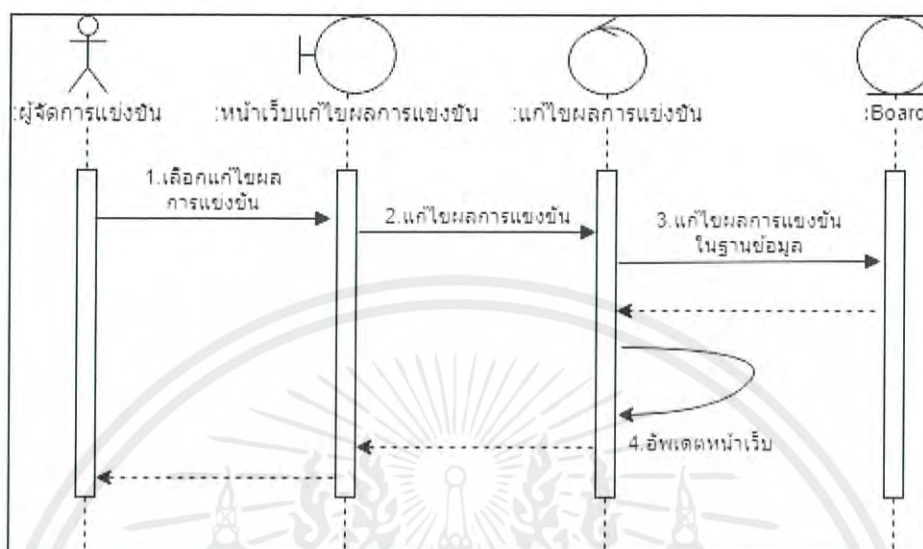 :ผู้จัดการแข่งขัน
:หน้าเว็บแก้ไขผลการแข่งขัน
:แก้ไขผลการแข่งขัน
:Board
1.เลือกแก้ไขผล
การแข่งขัน
2.แก้ไขผลการแขงขัน
3.แก้ไขผลการแข่งขัน
ในฐานข้อมูล
4.อัพเดตหน้าเว็บ